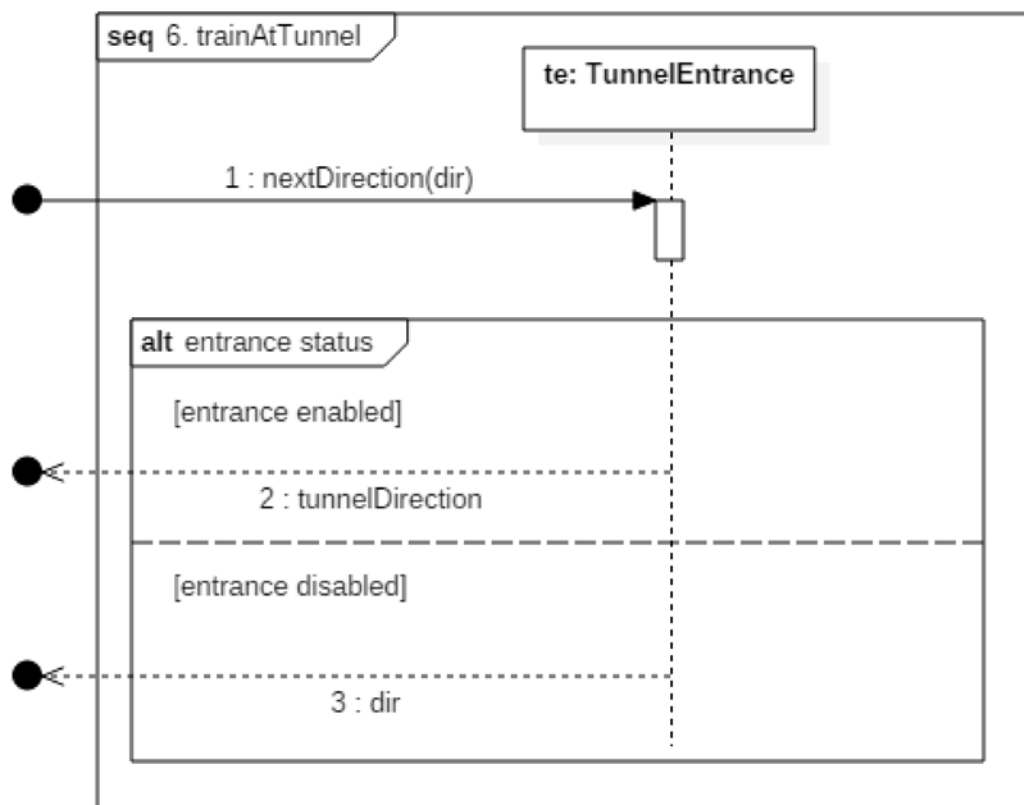 seq 6. trainAtTunnel
te: TunnelEntrance
1 : nextDirection(dir)
alt entrance status
[entrance enabled]
2 : tunnelDirection
[entrance disabled]
3 : dir